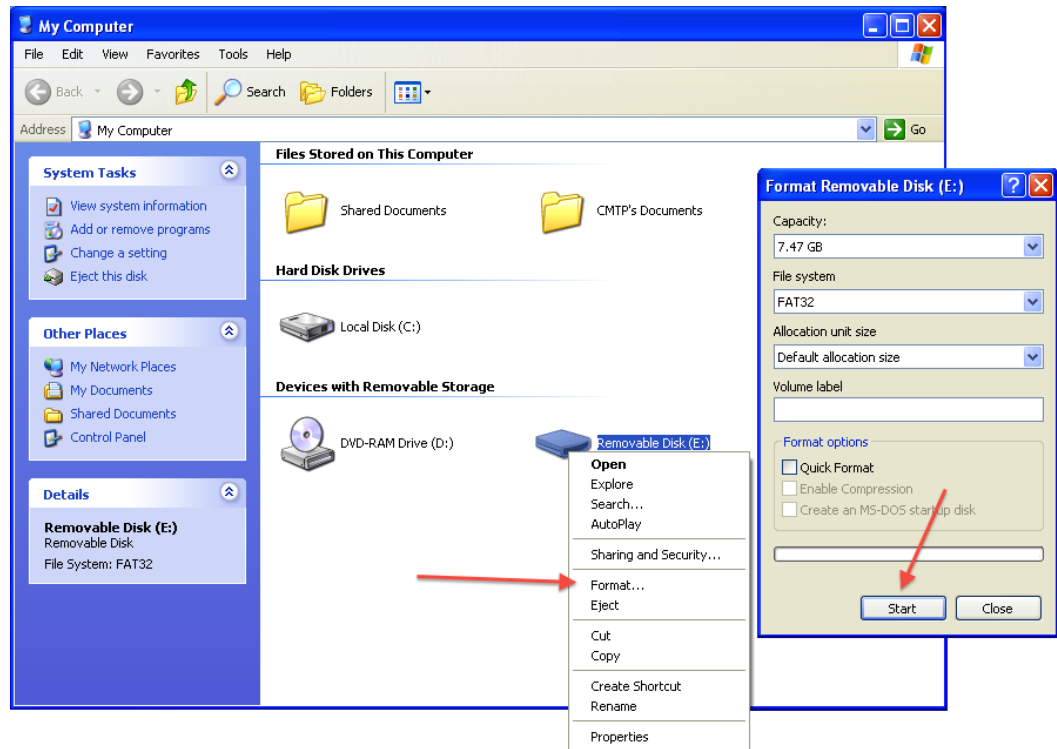 My Computer
File Edit View Favorites Tools Help
Back Search Folders
Address My Computer Go
System Tasks
View system information
Add or remove programs
Change a setting
Eject this disk
Other Places
My Network Places
My Documents
Shared Documents
Control Panel
Details
Removable Disk (E:)
Removable Disk
File System: FAT32
Files Stored on This Computer
Shared Documents CMTP's Documents
Hard Disk Drives
Local Disk (C:)
Devices with Removable Storage
DVD-RAM Drive (D:) Removable Disk (E:)
Open
Explore
Search...
AutoPlay
Sharing and Security...
Format...
Eject
Cut
Copy
Create Shortcut
Rename
Properties
Format Removable Disk (E:)
Capacity:
7.47 GB
File system
FAT32
Allocation unit size
Default allocation size
Volume label
Format options
Quick Format
Enable Compression
Create an MS-DOS startup disk
Start Close